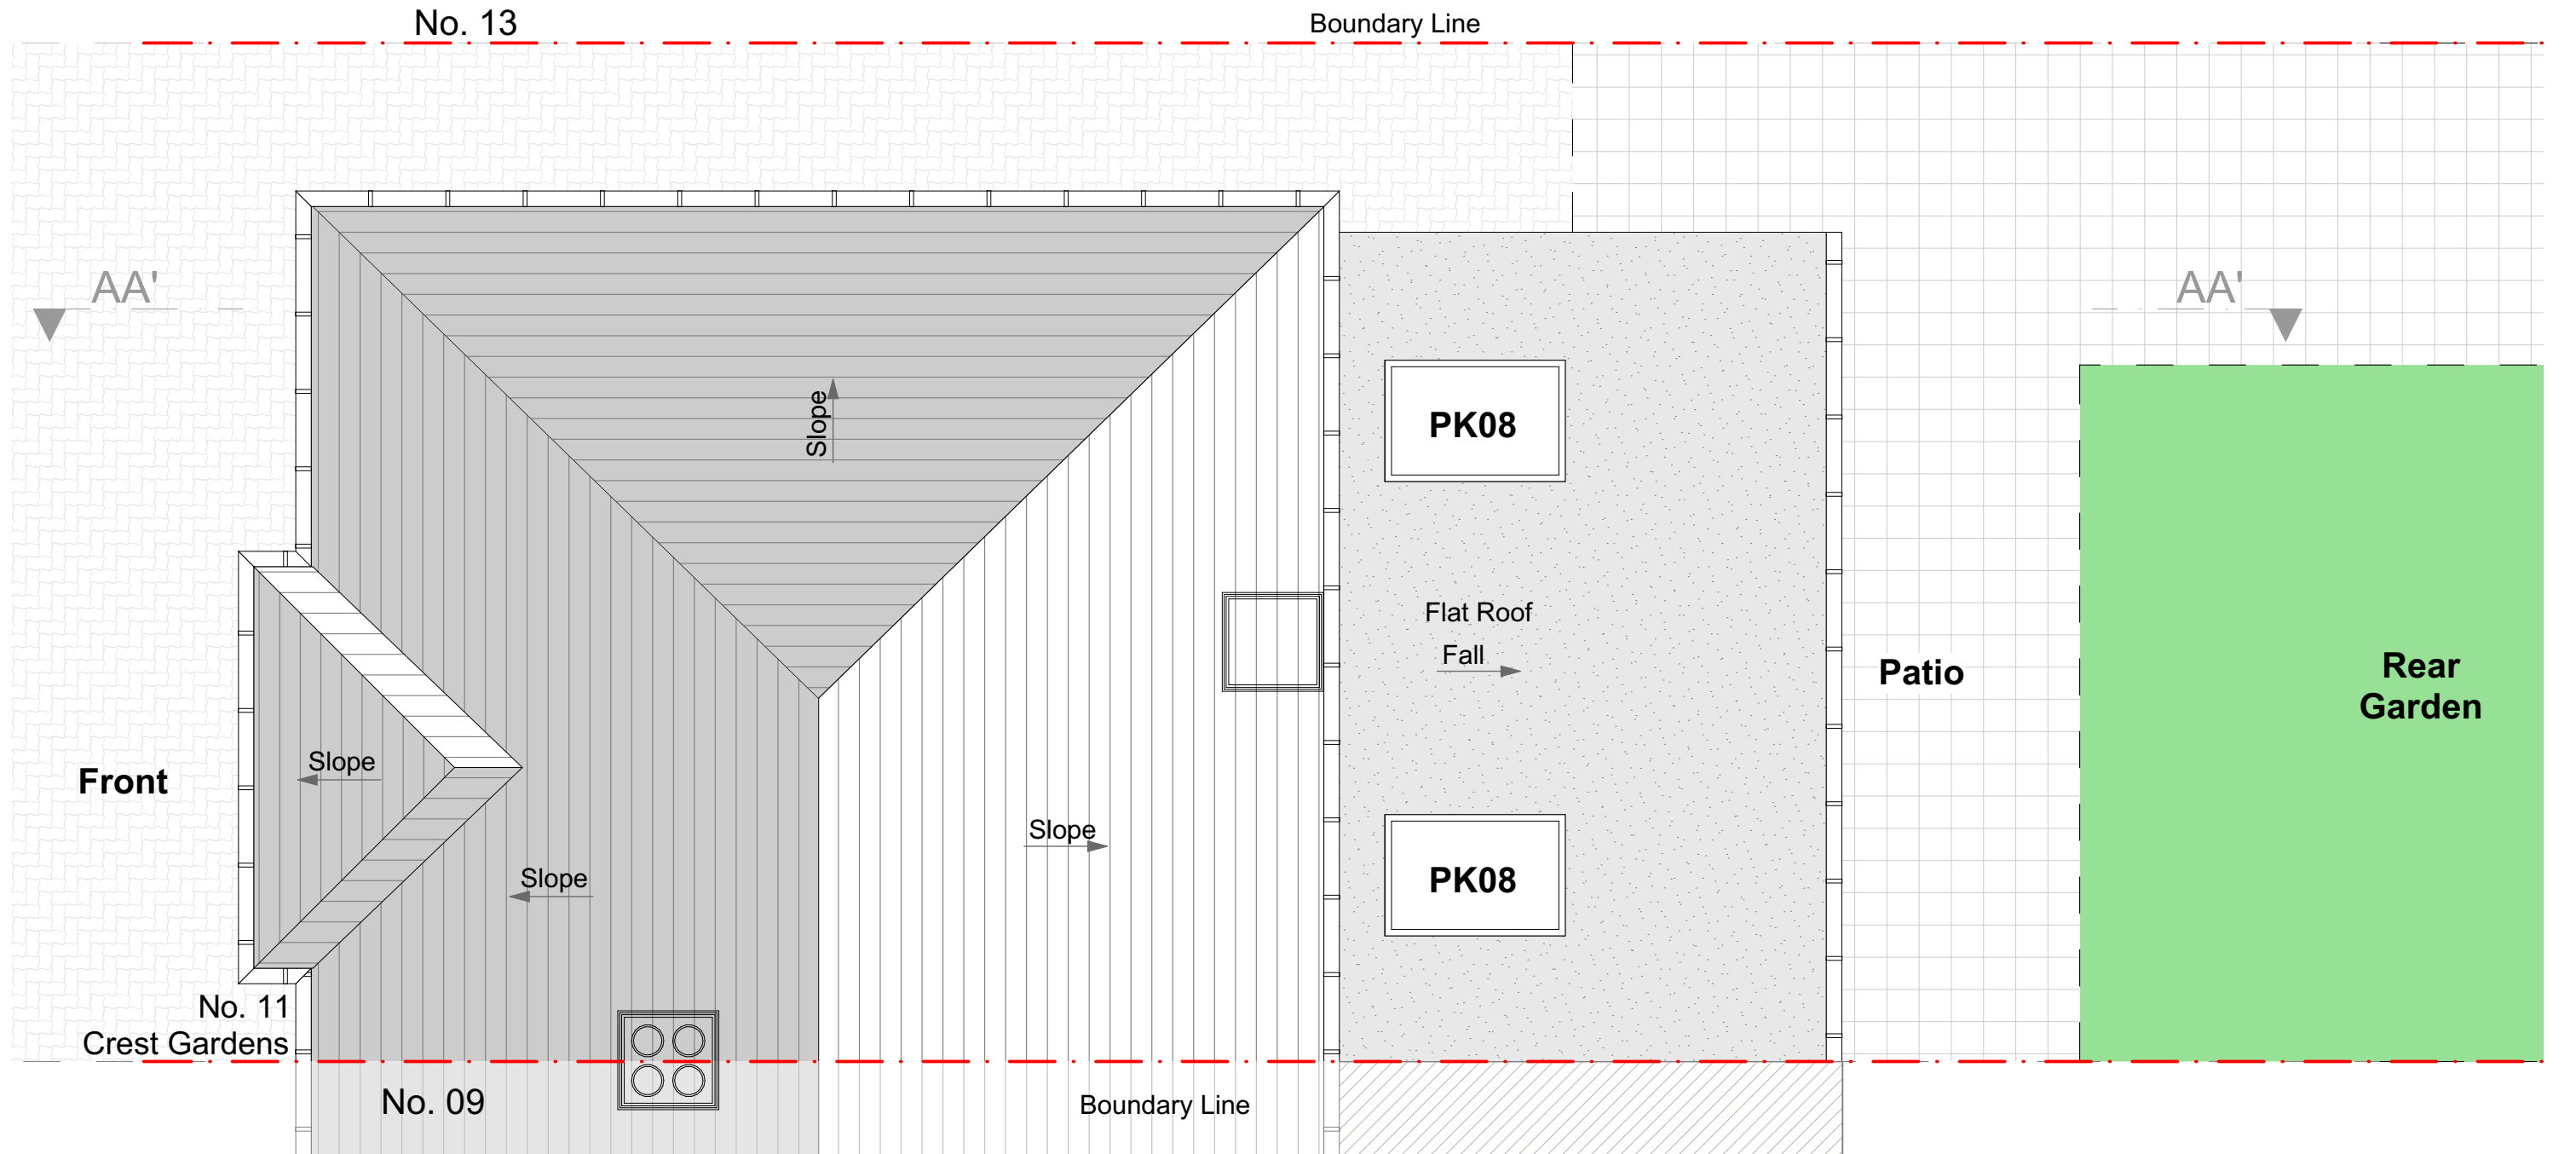 No. 13
Boundary Line
AA'
AA'
Slope
PK08
Flat Roof
Fall
Patio
Rear
Garden
Slope
Front
Slope
Slope
PK08
No. 11
Crest Gardens
No. 09
Boundary Line